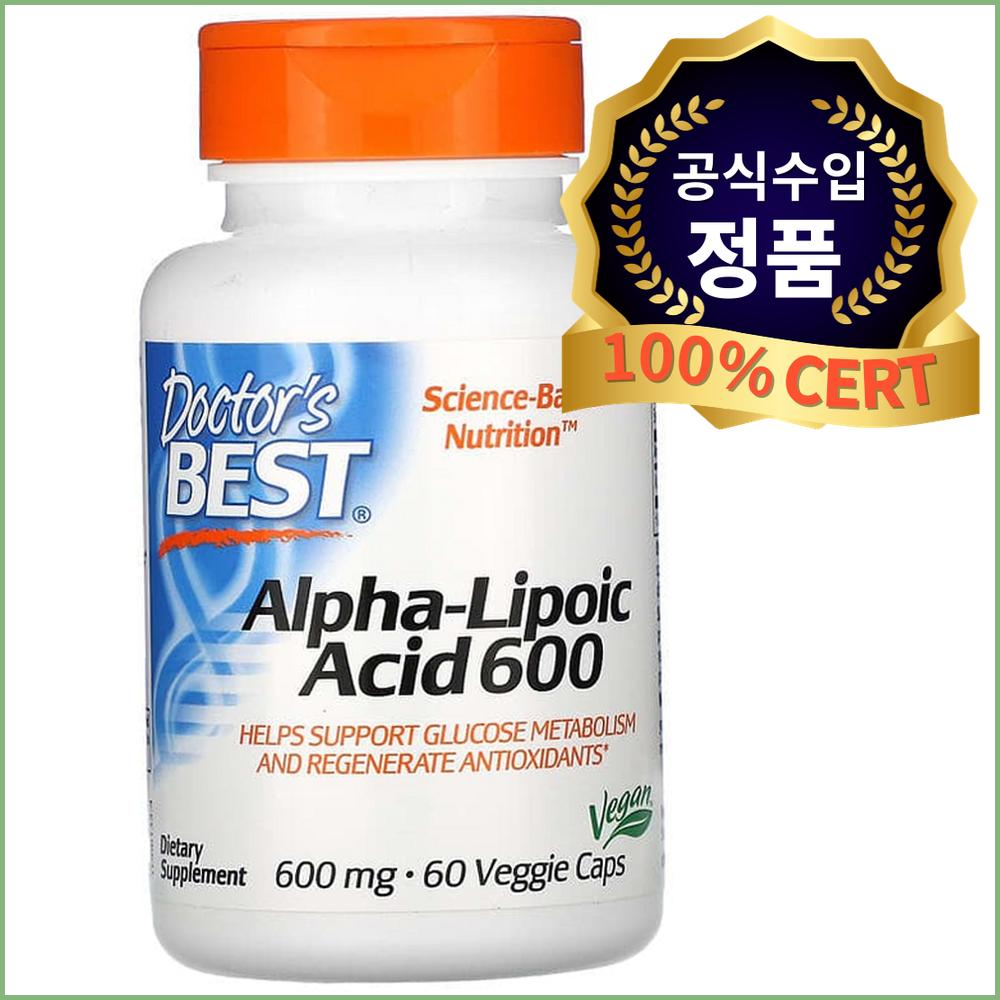 공식수입
정품
100% CERT
Doctor's
BEST®
Science-Ba
Nutrition™
Alpha-Lipoic
Acid 600
HELPS SUPPORT GLUCOSE METABOLISM
AND REGENERATE ANTIOXIDANTS*
Vegan
Dietary
Supplement
600 mg • 60 Veggie Caps